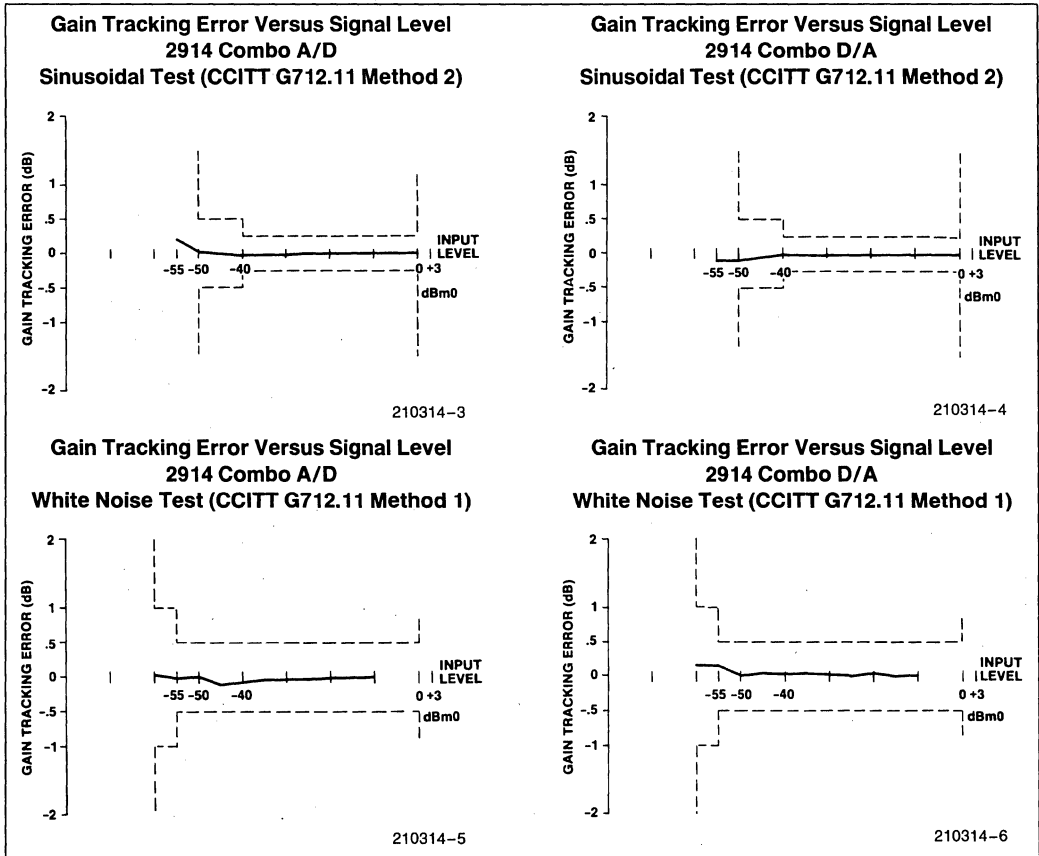 Gain Tracking Error Versus Signal Level
2914 Combo A/D
Sinusoidal Test (CCITT G712.11 Method 2)
2
1
.5
0
-.5
-1
-2
GAIN TRACKING ERROR (dB)
-55 -50 -40 0 +3
INPUT
LEVEL
dBm0
210314-3
Gain Tracking Error Versus Signal Level
2914 Combo D/A
Sinusoidal Test (CCITT G712.11 Method 2)
2
1
.5
0
-.5
-1
-2
GAIN TRACKING ERROR (dB)
-55 -50 -40 0 +3
INPUT
LEVEL
dBm0
210314-4
Gain Tracking Error Versus Signal Level
2914 Combo A/D
White Noise Test (CCITT G712.11 Method 1)
2
1
.5
0
-.5
-1
-2
GAIN TRACKING ERROR (dB)
-55 -50 -40 0 +3
INPUT
LEVEL
dBm0
210314-5
Gain Tracking Error Versus Signal Level
2914 Combo D/A
White Noise Test (CCITT G712.11 Method 1)
2
1
.5
0
-.5
-1
-2
GAIN TRACKING ERROR (dB)
-55 -50 -40 0 +3
INPUT
LEVEL
dBm0
210314-6